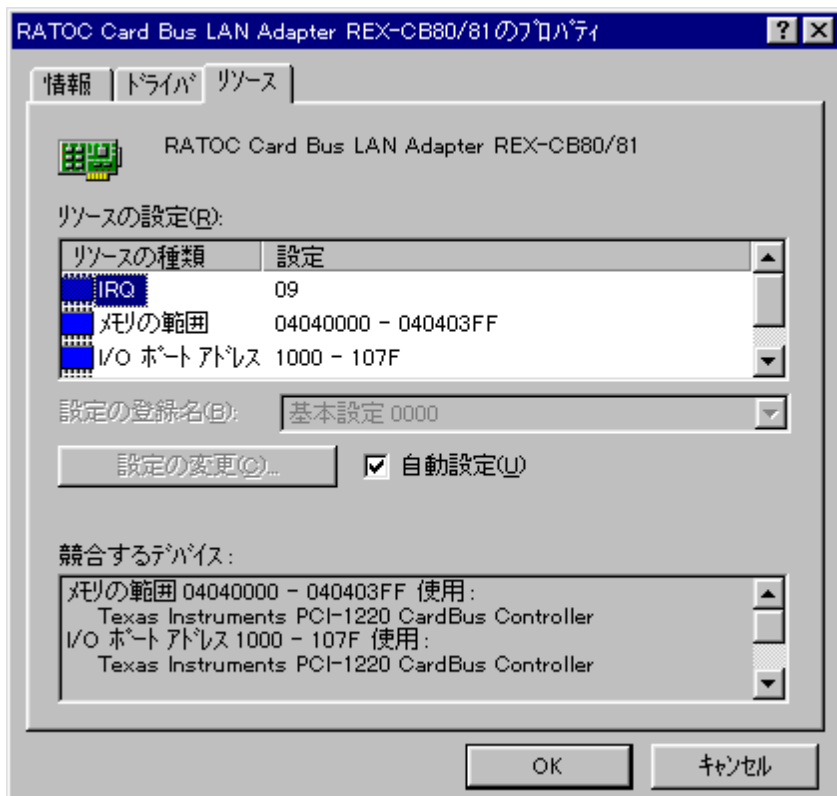 RATOC Card Bus LAN Adapter REX-CB80/81のﾌﾟﾛﾊﾟﾃｨ
情報 ﾄﾞﾗｲﾊﾞ ﾘｿｰｽ
RATOC Card Bus LAN Adapter REX-CB80/81
ﾘｿｰｽの設定(R):
ﾘｿｰｽの種類 設定
IRQ 09
ﾒﾓﾘの範囲 04040000 - 040403FF
I/O ﾎﾟｰﾄ ｱﾄﾞﾚｽ 1000 - 107F
設定の登録名(B): 基本設定 0000
設定の変更(C)... 自動設定(U)
競合するﾃﾞﾊﾞｲｽ:
ﾒﾓﾘの範囲 04040000 - 040403FF 使用:
Texas Instruments PCI-1220 CardBus Controller
I/O ﾎﾟｰﾄ ｱﾄﾞﾚｽ 1000 - 107F 使用:
Texas Instruments PCI-1220 CardBus Controller
OK ｷｬﾝｾﾙ